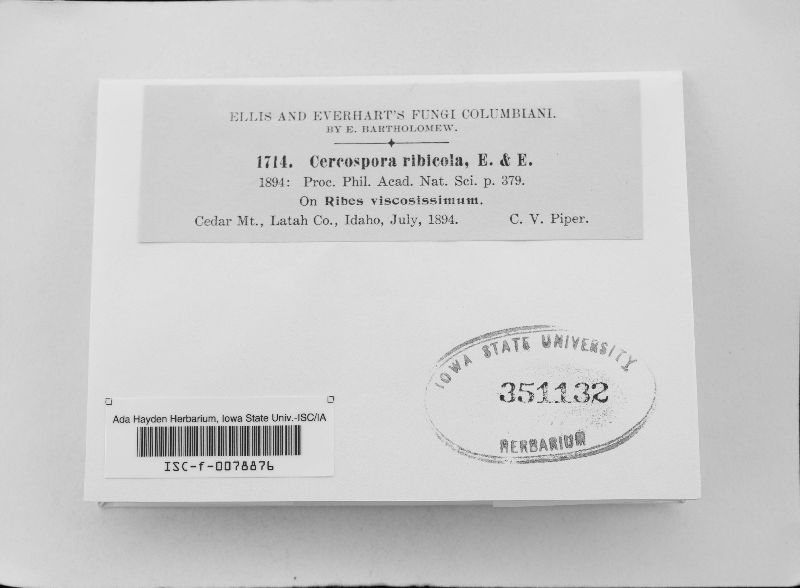 ELLIS AND EVERHART'S FUNGI COLUMBIANI.
BY E. BARTHOLOMEW.
1714. Cercospora ribicola, E. & E.
1894: Proc. Phil. Acad. Nat. Sci. p. 379.
On Ribes viscosissimum.
Cedar Mt., Latah Co., Idaho, July, 1894. C. V. Piper.
IOWA STATE UNIVERSITY
351132
HERBARIUM
Ada Hayden Herbarium, Iowa State Univ.-ISC/IA
ISC-f-0078876